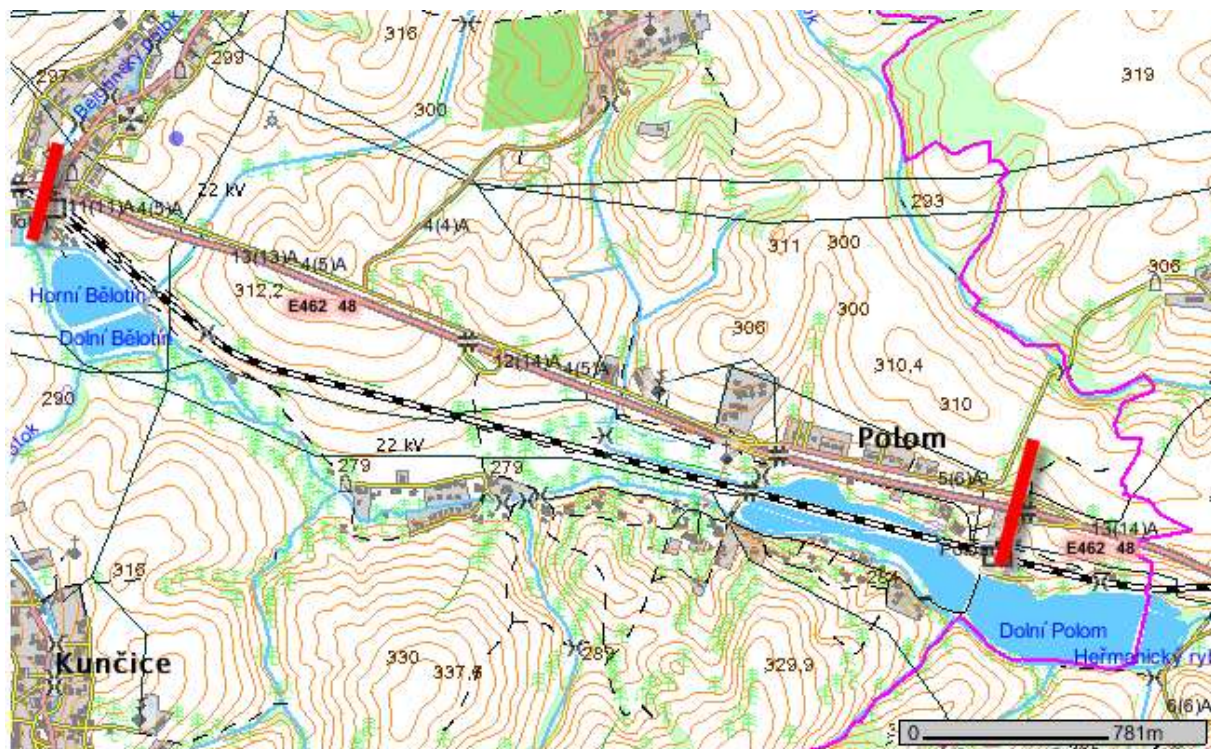 316
299
297
Bělotínský potok
319
300
22 kV
293
11(11)A
4(5)A
4(4)A
311
300
13(13)A
4(5)A
306
Horní Bělotín
312,2
E462 48
300
Dolní Bělotín
306
12(14)A
4(5)A
310,4
290
310
Polom
22 kV
279
279
5(6)A
13(14)A
E462 48
316
Dolní Polom
Kunčice
330
329,9
Heřmanický ryb
6(6)A
0
781m